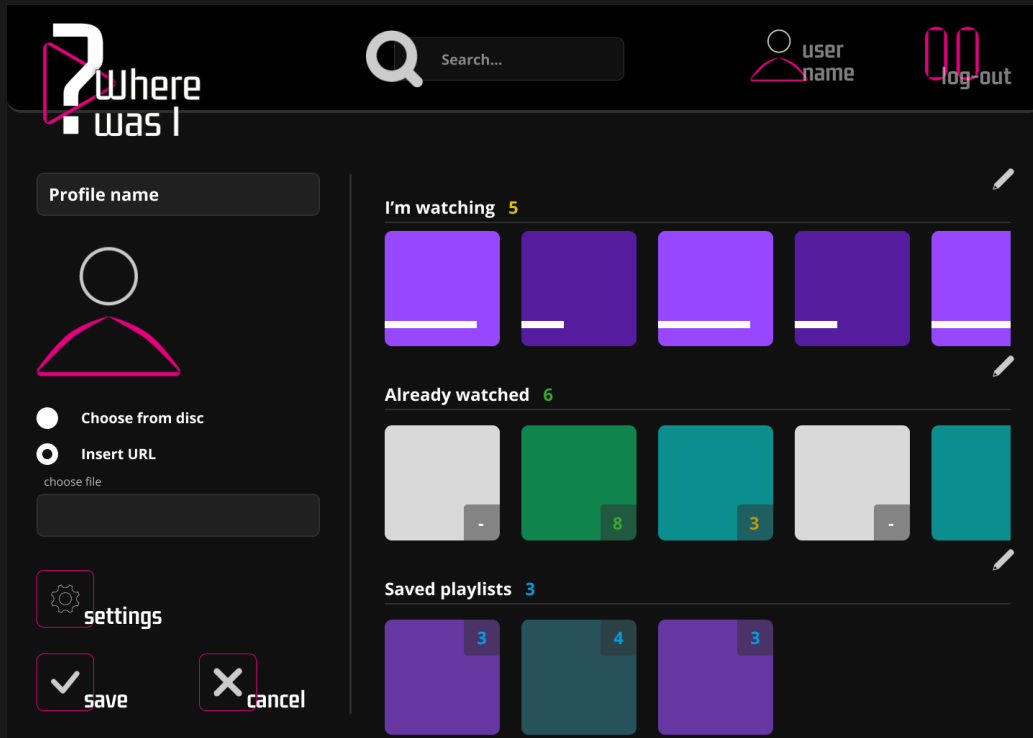 ?
Where
was I
Search...
user
name
log-out
Profile name
Choose from disc
Insert URL
choose file
settings
save
cancel
I'm watching 5
Already watched 6
-
8
3
-
Saved playlists 3
3
4
3